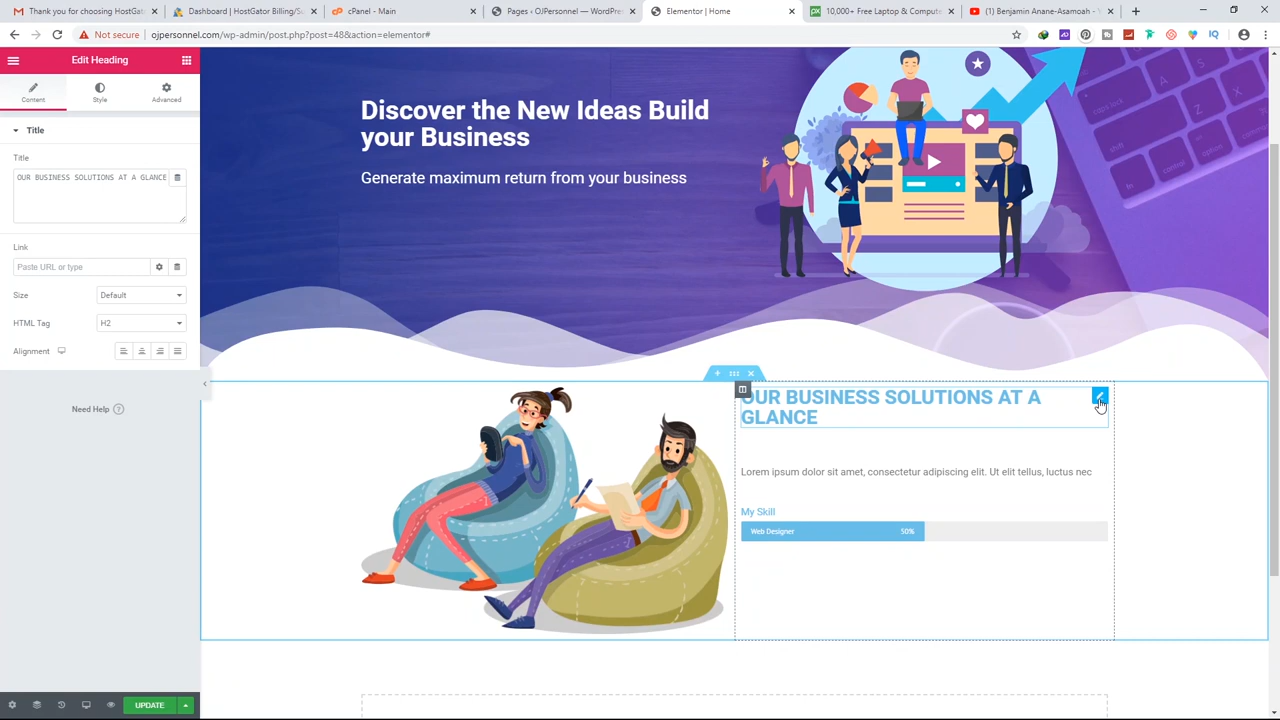 Thank you for choosing HostGat
Dashboard | HostGator Billing/Su
cPanel - Main
Pages ‹ OJPersonnel — WordPre
Elementor | Home
10,000+ Free Laptop & Compute
(1) Benjamin Anane-Asamoah -
Not secure | ojpersonnel.com/wp-admin/post.php?post=48&action=elementor#
Edit Heading
Content
Style
Advanced
Title
Title
OUR BUSINESS SOLUTIONS AT A GLANCE
Link
Paste URL or type
Size
Default
HTML Tag
H2
Alignment
Need Help ?
UPDATE
Discover the New Ideas Build
your Business
Generate maximum return from your business
OUR BUSINESS SOLUTIONS AT A
GLANCE
Lorem ipsum dolor sit amet, consectetur adipiscing elit. Ut elit tellus, luctus nec
My Skill
Web Designer
50%